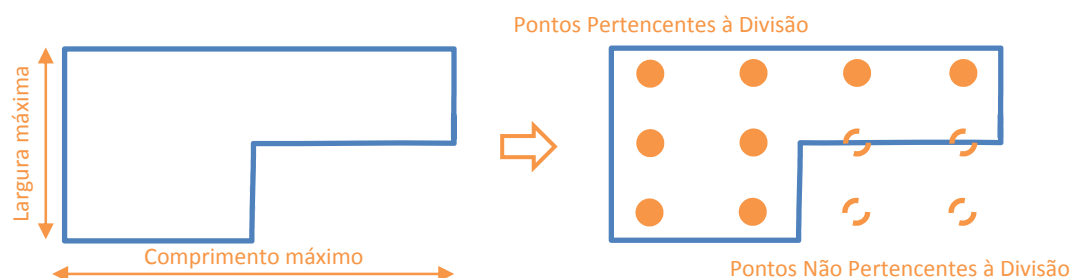 Pontos Pertencentes à Divisão
Largura máxima
Comprimento máximo
Pontos Não Pertencentes à Divisão